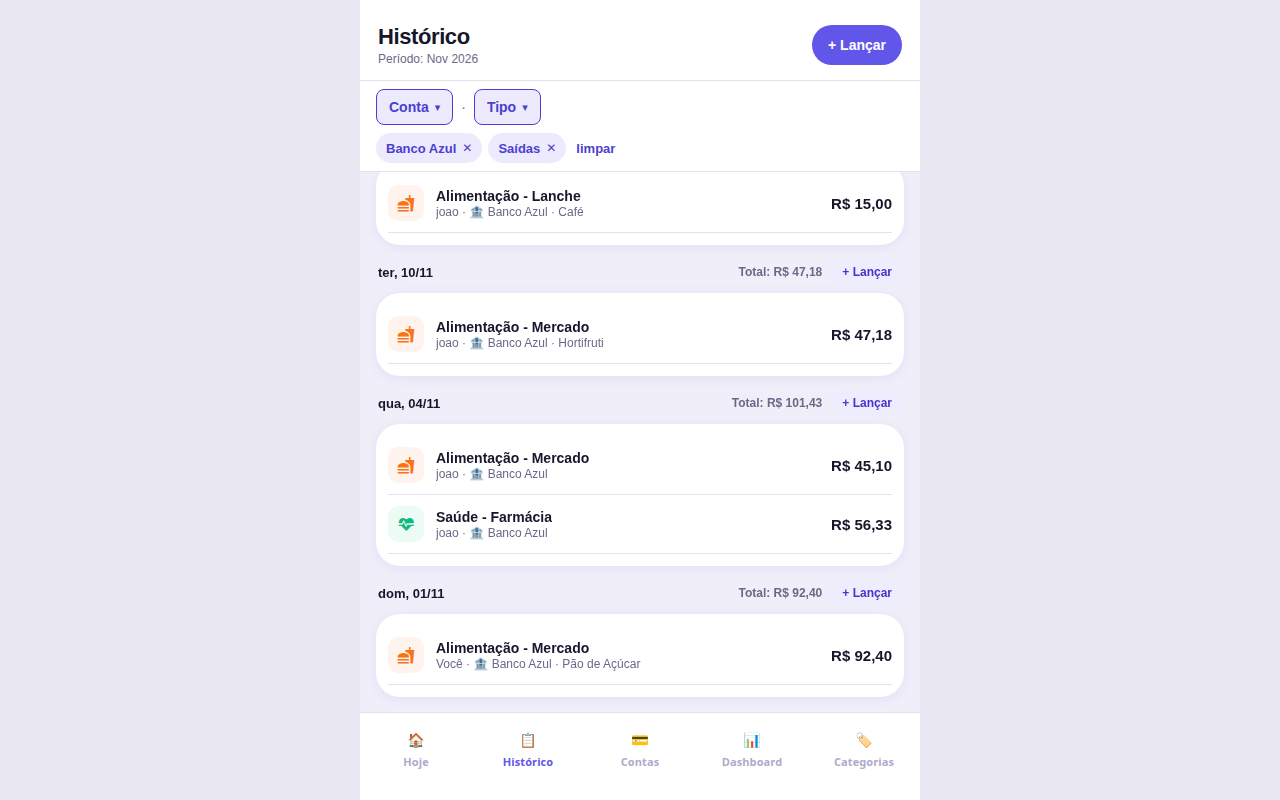 Histórico
+ Lançar
Período: Nov 2026
Conta ▾ · Tipo ▾
Banco Azul ✕ Saídas ✕ limpar
Alimentação - Lanche
R$ 15,00
joao · 🏦 Banco Azul · Café
ter, 10/11 Total: R$ 47,18 + Lançar
Alimentação - Mercado
R$ 47,18
joao · 🏦 Banco Azul · Hortifruti
qua, 04/11 Total: R$ 101,43 + Lançar
Alimentação - Mercado
R$ 45,10
joao · 🏦 Banco Azul
Saúde - Farmácia
R$ 56,33
joao · 🏦 Banco Azul
dom, 01/11 Total: R$ 92,40 + Lançar
Alimentação - Mercado
R$ 92,40
Você · 🏦 Banco Azul · Pão de Açúcar
Hoje Histórico Contas Dashboard Categorias